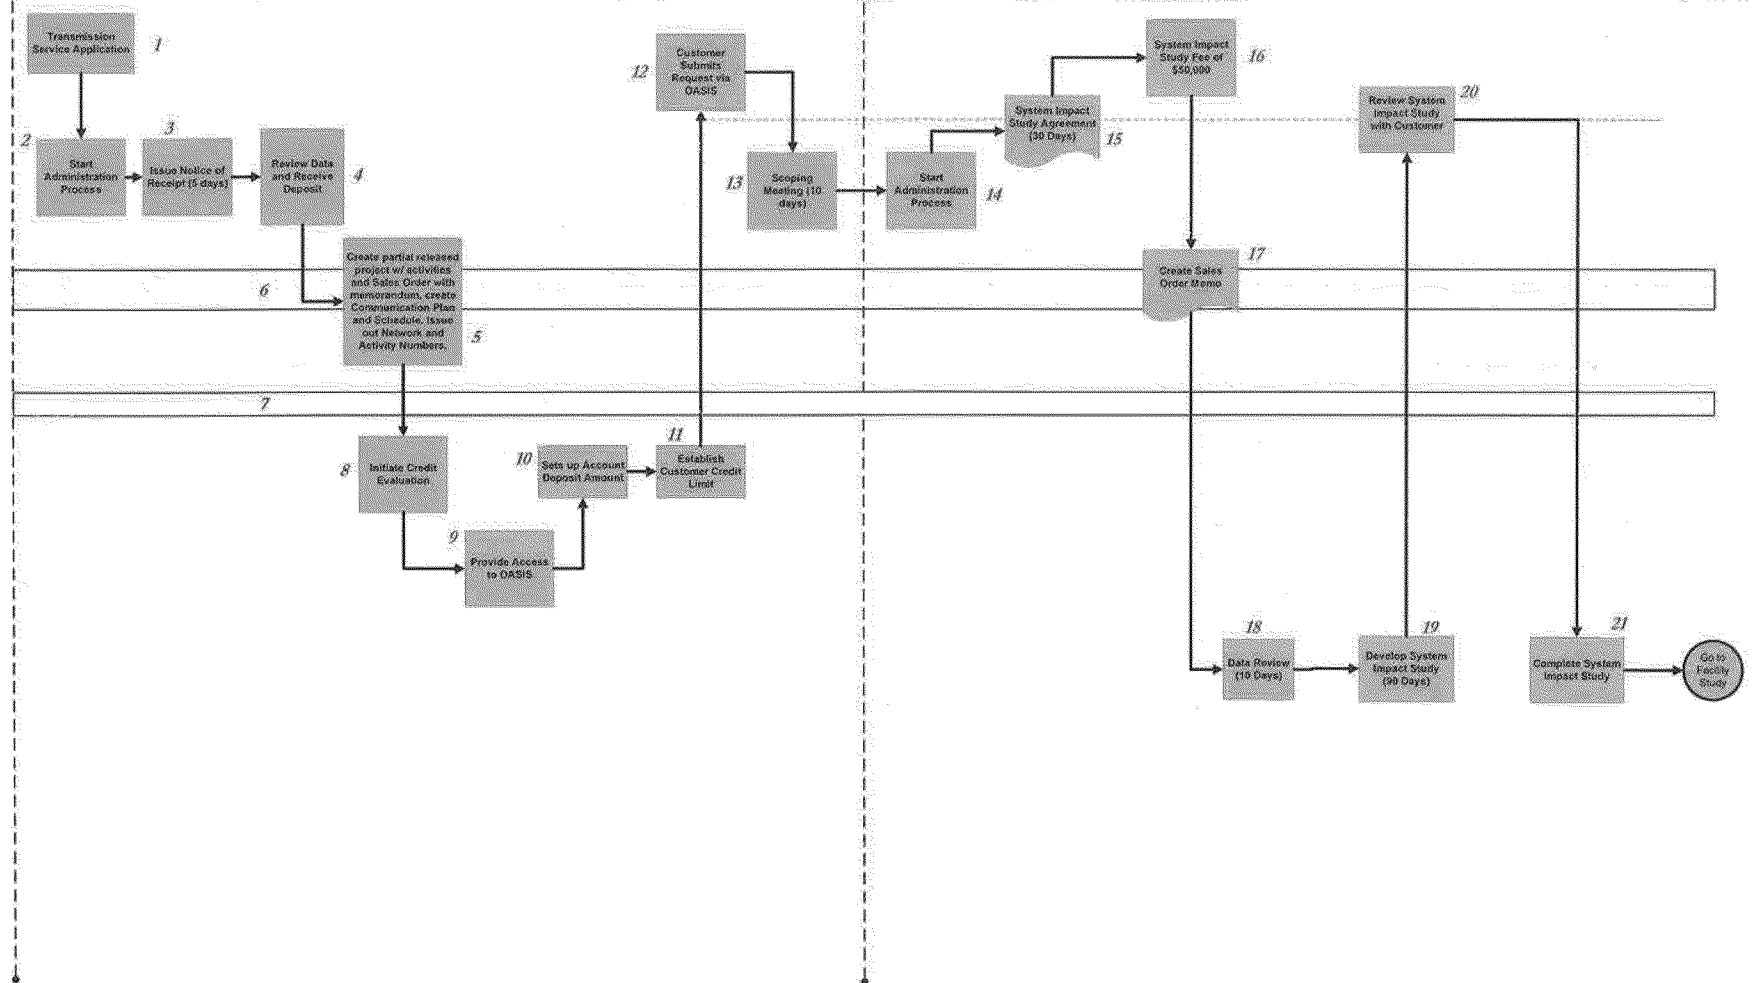 Transmission
Service Application
1
2
Start
Administration
Process
3
Issue Notice of
Receipt (5 days)
Review Data
and Receive
Deposit
4
Create partial released
project w/ activities
and Sales Order with
memorandum, create
Communication Plan
and Schedule. Issue
out Network and
Activity Numbers.
5
6
7
8
Initiate Credit
Evaluation
9
Provide Access
to OASIS
10
Sets up Account
Deposit Amount
11
Establish
Customer Credit
Limit
12
Customer
Submits
Request via
OASIS
13
Scoping
Meeting (10
days)
Start
Administration
Process
14
System Impact
Study Agreement
(30 Days)
15
System Impact
Study Fee of
$50,000
16
17
Create Sales
Order Memo
18
Data Review
(10 Days)
19
Develop System
Impact Study
(90 Days)
20
Review System
Impact Study
with Customer
21
Complete System
Impact Study
Go to
Facility
Study